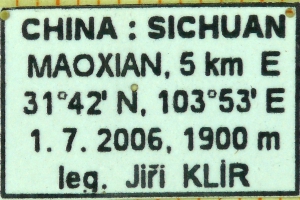 CHINA : SICHUAN
MAOXIAN, 5 km E
31°42' N, 103°53' E
1. 7. 2006, 1900 m
leg. Jiří KLÍR